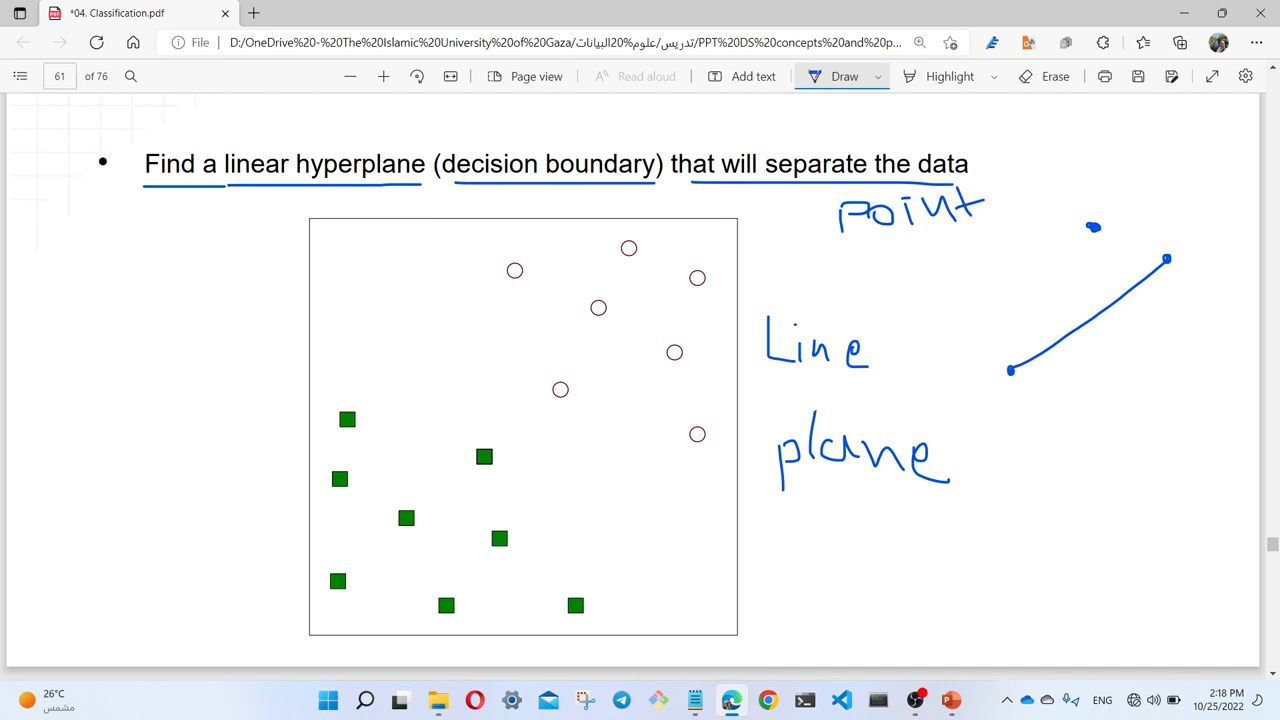 *04. Classification.pdf
File
D:/OneDrive%20-%20The%20Islamic%20University%20of%20Gaza/تدريس/علوم%20البيانات/PPT%20DS%20concepts%20and%20p...
61 of 76
Page view
Read aloud
Add text
Draw
Highlight
Erase
• Find a linear hyperplane (decision boundary) that will separate the data
Point
Line
plane
26°C
مشمس
ENG
2:18 PM
10/25/2022